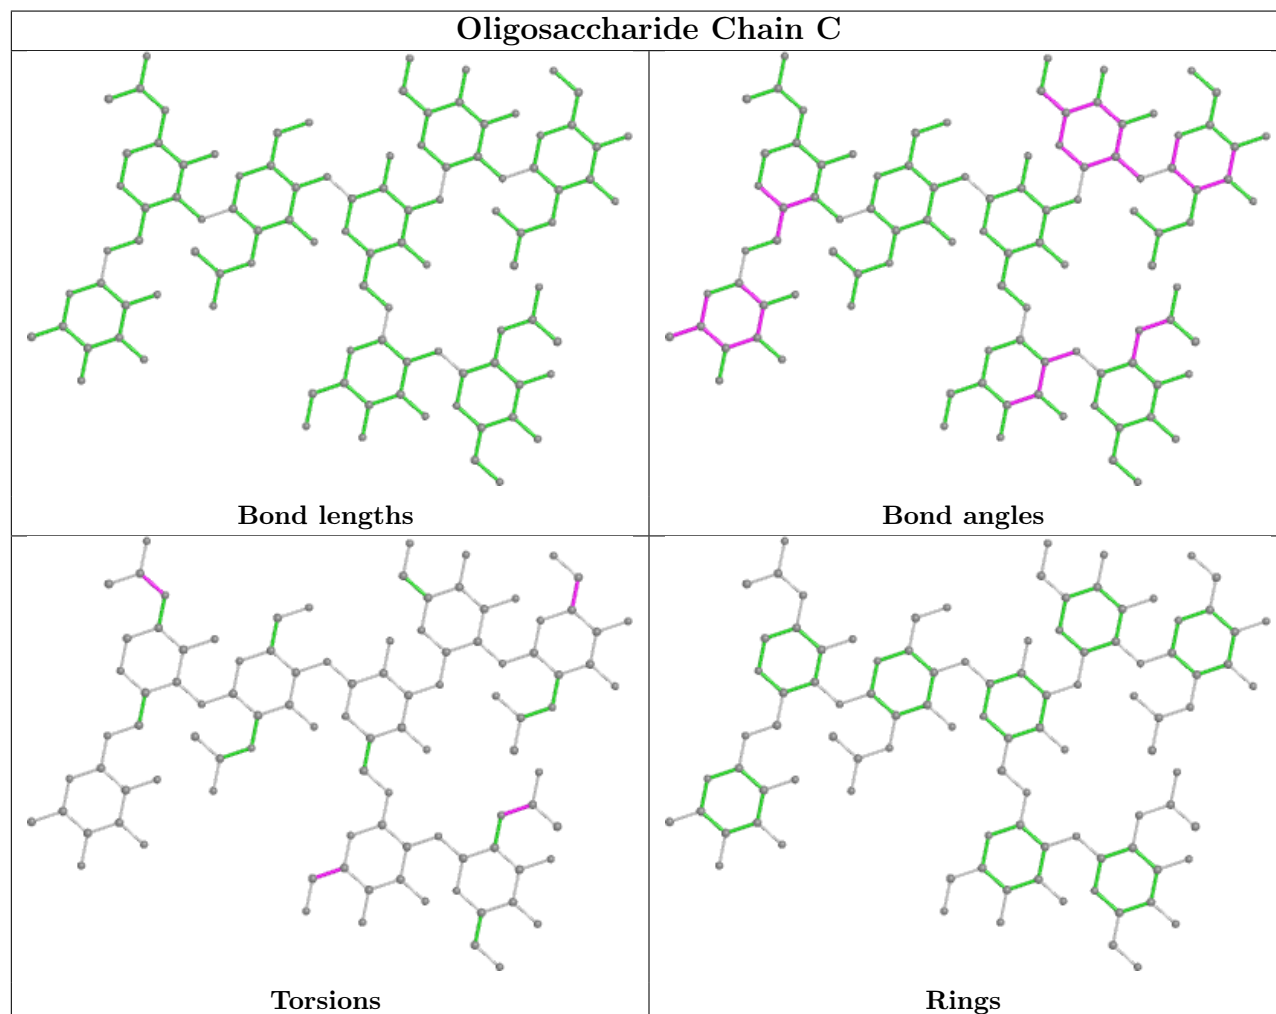 Oligosaccharide Chain C
Bond lengths
Bond angles
Torsions
Rings